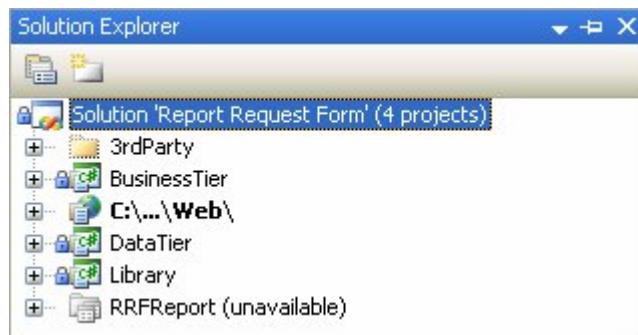 Solution Explorer
Solution 'Report Request Form' (4 projects)
3rdParty
BusinessTier
C:\...\Web\
DataTier
Library
RRFReport (unavailable)